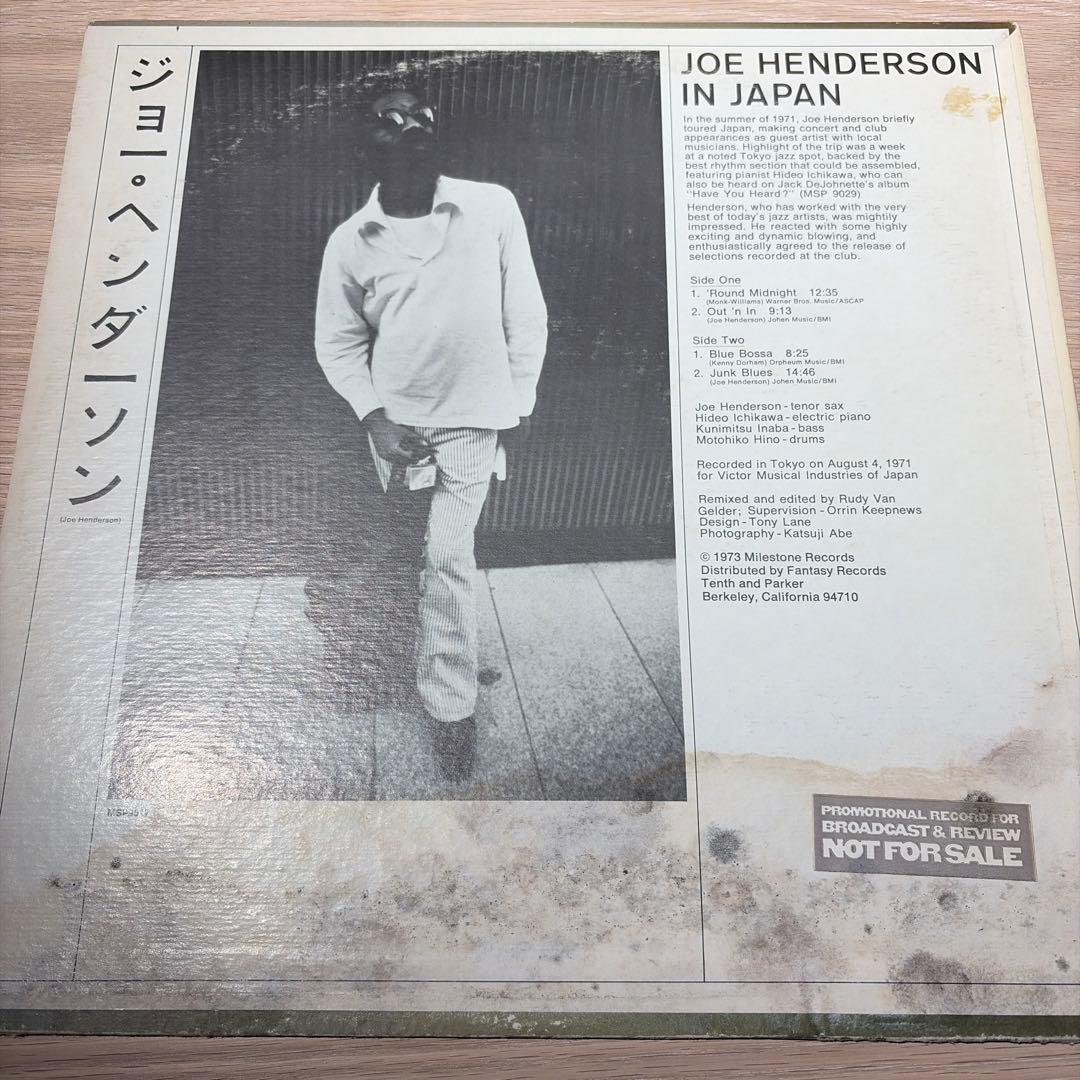 ジョー・ヘンダーソン
(Joe Henderson)
JOE HENDERSON
IN JAPAN
In the summer of 1971, Joe Henderson briefly
toured Japan, making concert and club
appearances as guest artist with local
musicians. Highlight of the trip was a week
at a noted Tokyo jazz spot, backed by the
best rhythm section that could be assembled,
featuring pianist Hideo Ichikawa, who can
also be heard on Jack DeJohnette's album
"Have You Heard?" (MSP 9029)
Henderson, who has worked with the very
best of today's jazz artists, was mightily
impressed. He reacted with some highly
exciting and dynamic blowing, and
enthusiastically agreed to the release of
selections recorded at the club.
Side One
1. 'Round Midnight 12:35
(Monk-Williams) Warner Bros. Music/ASCAP
2. Out 'n In 9:13
(Joe Henderson) Johen Music/BMI
Side Two
1. Blue Bossa 8:25
(Kenny Dorham) Orpheum Music/BMI
2. Junk Blues 14:46
(Joe Henderson) Johen Music/BMI
Joe Henderson - tenor sax
Hideo Ichikawa - electric piano
Kunimitsu Inaba - bass
Motohiko Hino - drums
Recorded in Tokyo on August 4, 1971
for Victor Musical Industries of Japan
Remixed and edited by Rudy Van
Gelder; Supervision - Orrin Keepnews
Design - Tony Lane
Photography - Katsuji Abe
© 1973 Milestone Records
Distributed by Fantasy Records
Tenth and Parker
Berkeley, California 94710
PROMOTIONAL RECORD FOR
BROADCAST & REVIEW
NOT FOR SALE